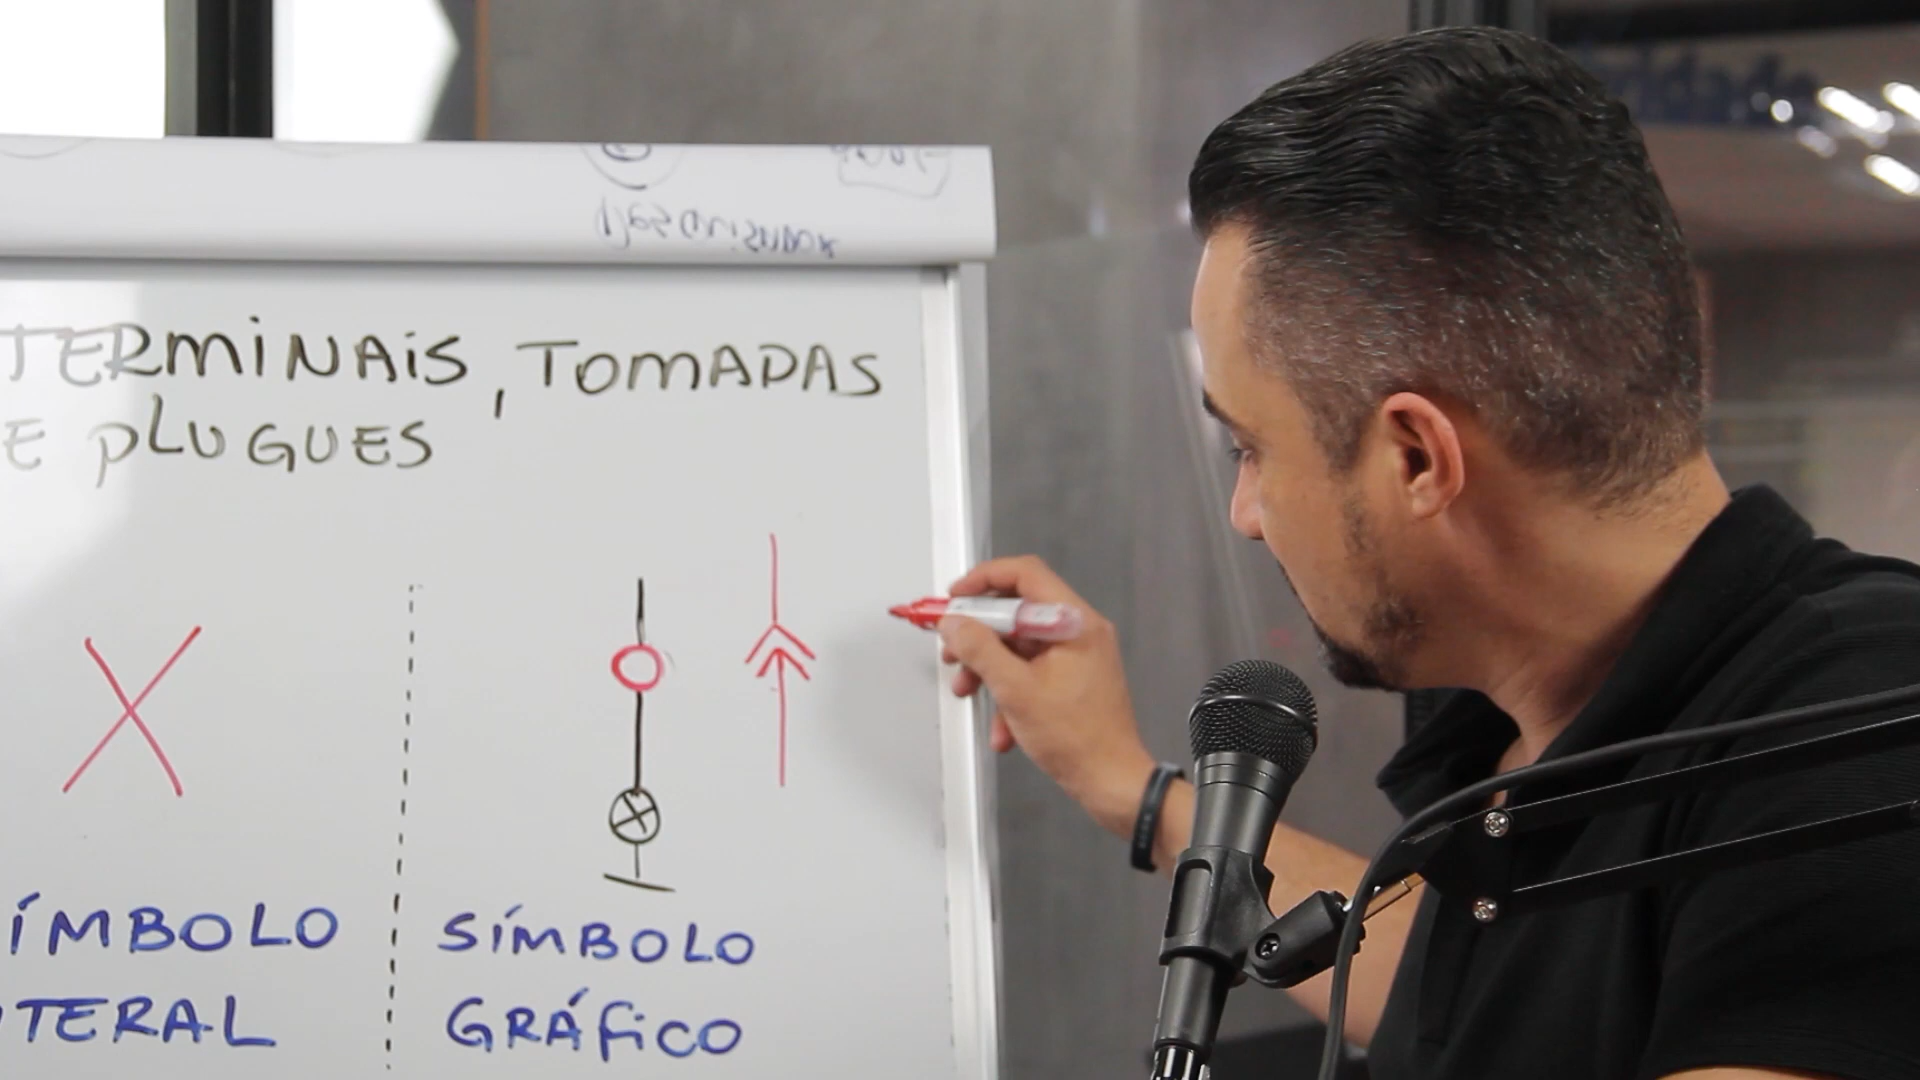 TERMINAIS, TOMADAS
E PLUGUES
X
ÍMBOLO
TERAL
SÍMBOLO
GRÁFICO